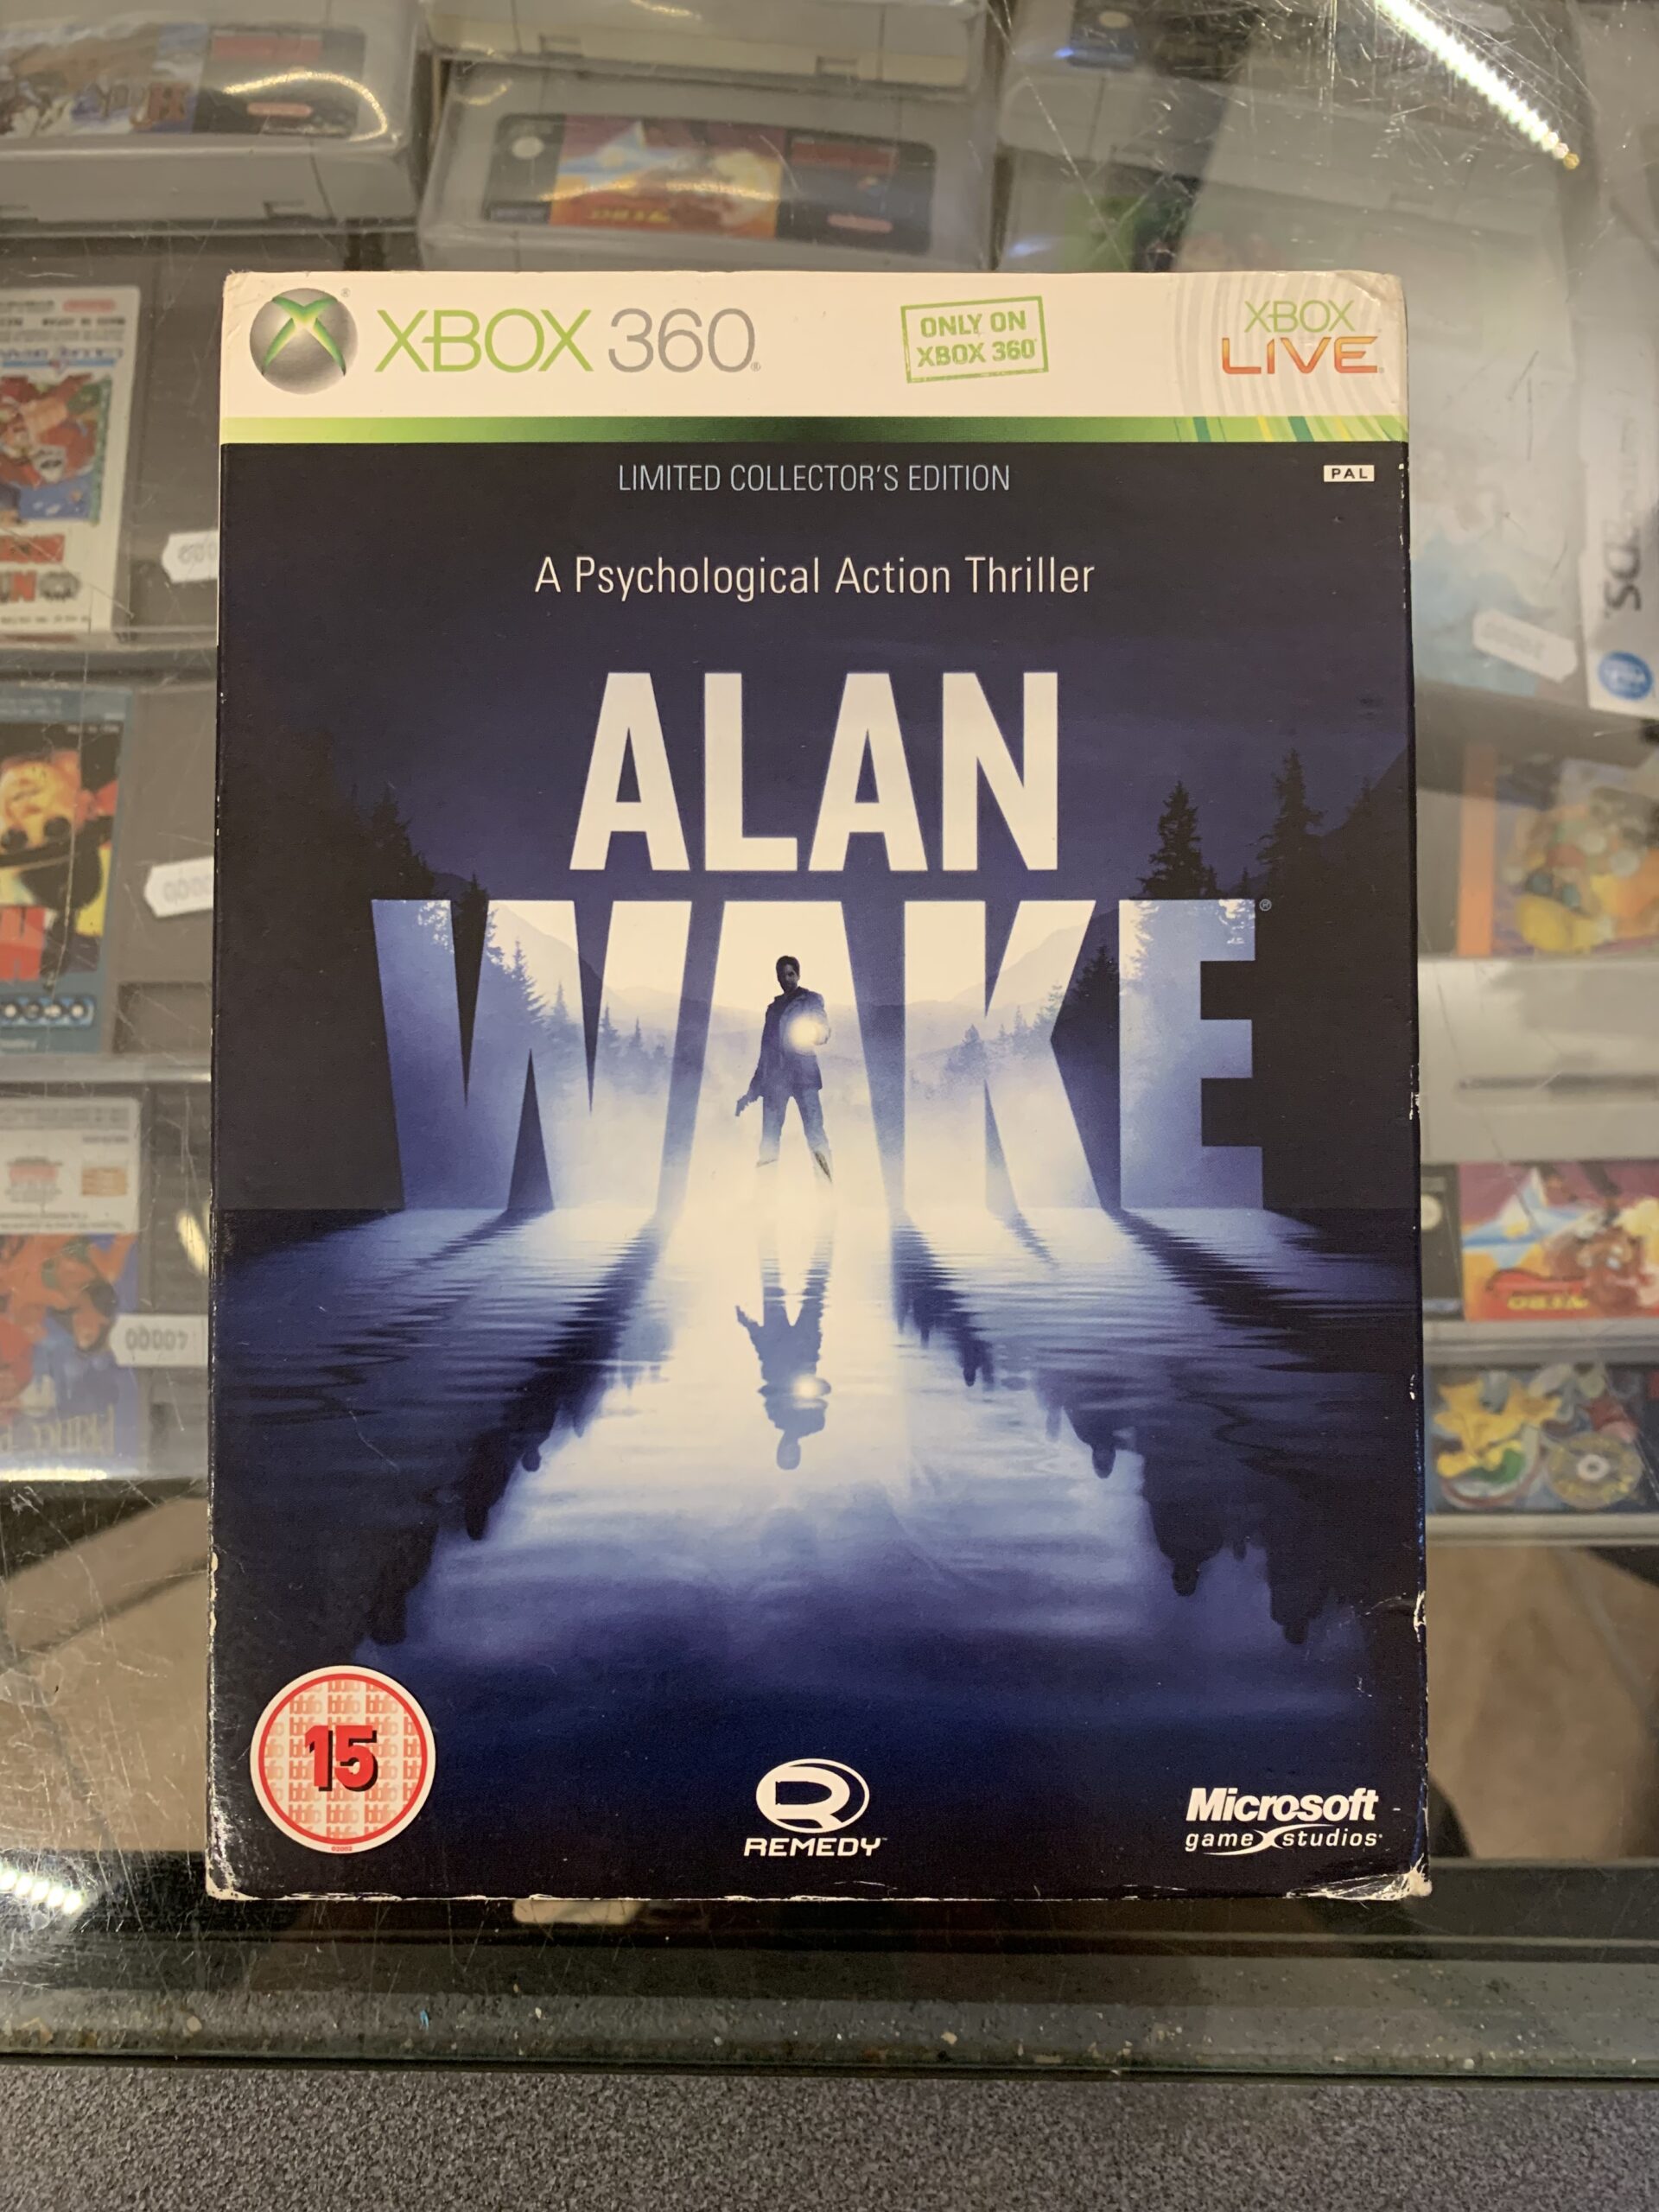 XBOX 360
ONLY ON
XBOX 360
XBOX
LIVE
LIMITED COLLECTOR'S EDITION
PAL
A Psychological Action Thriller
ALAN
WAKE
15
REMEDY
Microsoft
game studios